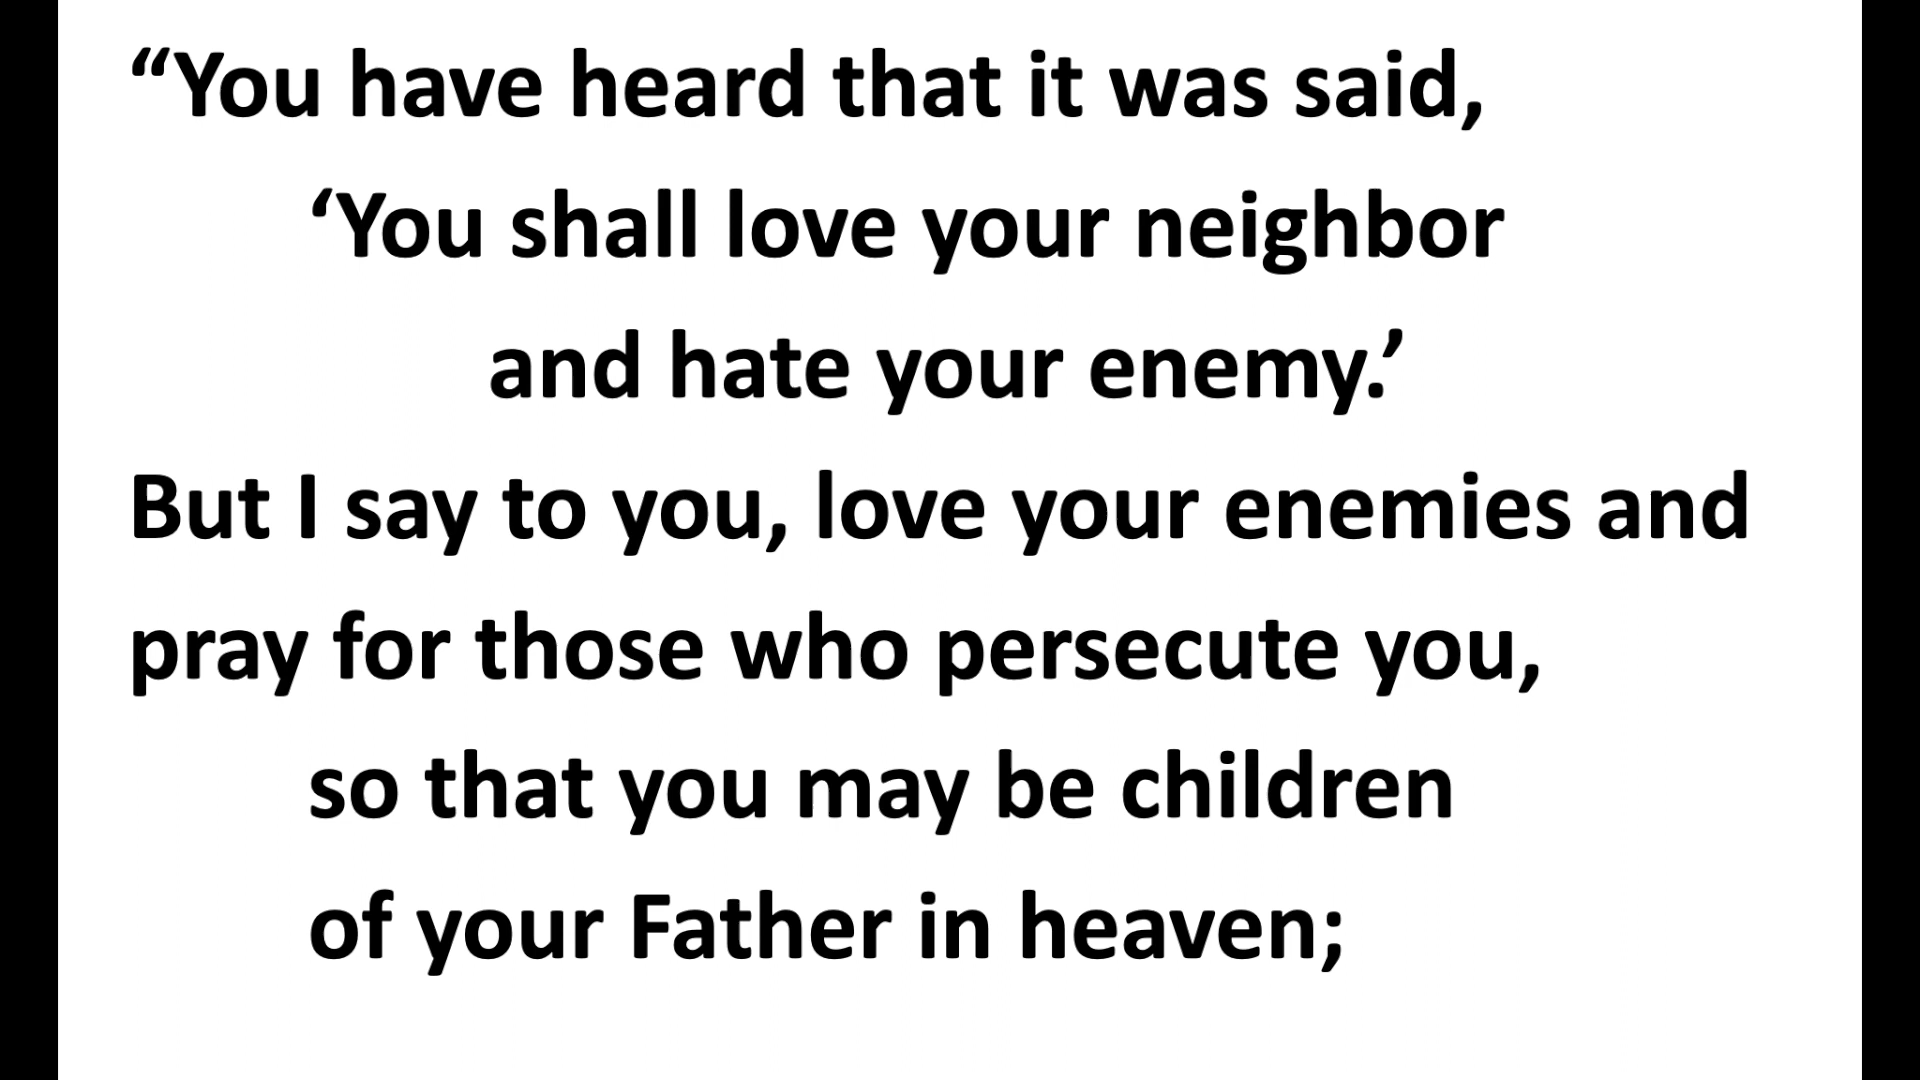 “You have heard that it was said,
‘You shall love your neighbor
and hate your enemy.’
But I say to you, love your enemies and
pray for those who persecute you,
so that you may be children
of your Father in heaven;